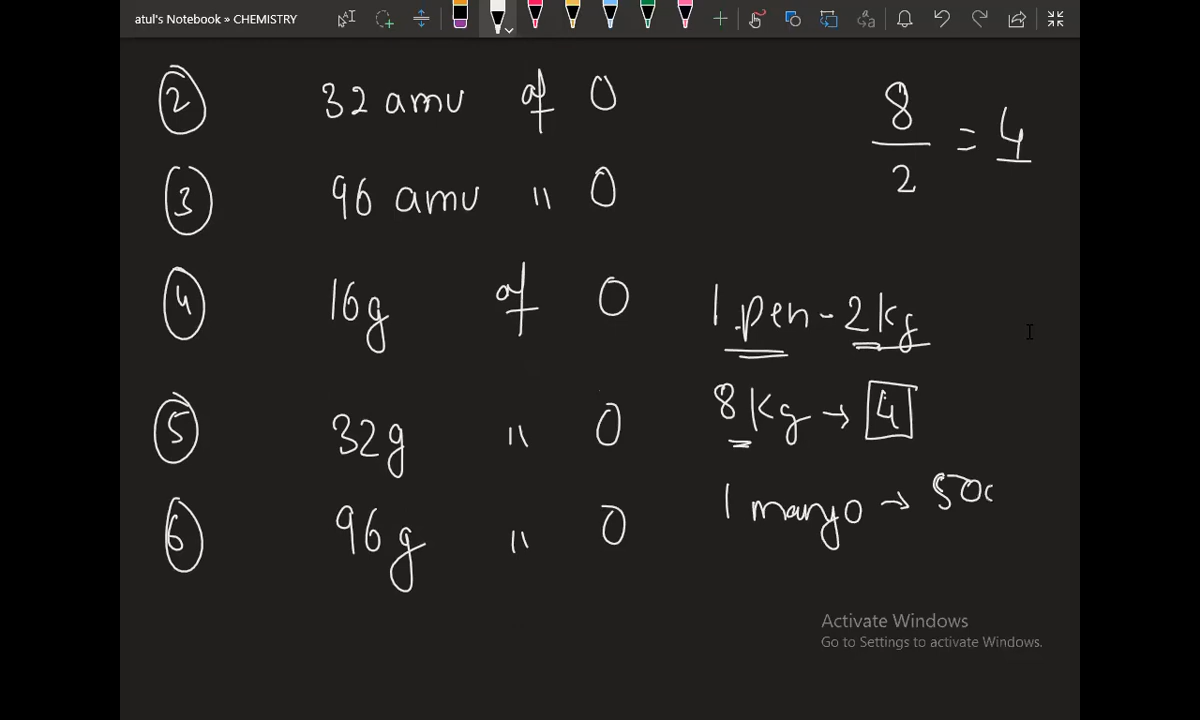 atul's Notebook » CHEMISTRY
② 32 amu of O
③ 96 amu 〃 O
④ 16g of O
⑤ 32g 〃 O
⑥ 96g 〃 O
8
2
= 4
1 pen - 2 kg
8 kg → 4
1 mango → 500
Activate Windows
Go to Settings to activate Windows.